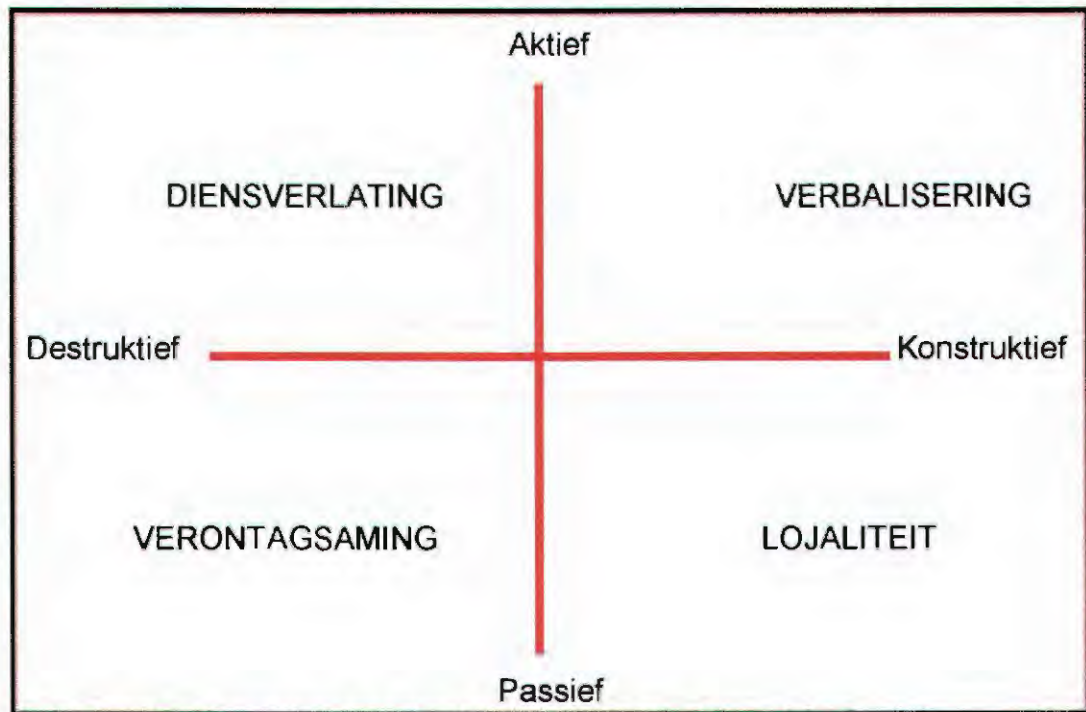 Aktief
DIENSVERLATING VERBALISERING
Destruktief Konstruktief
VERONTAGSAMING LOJALITEIT
Passief